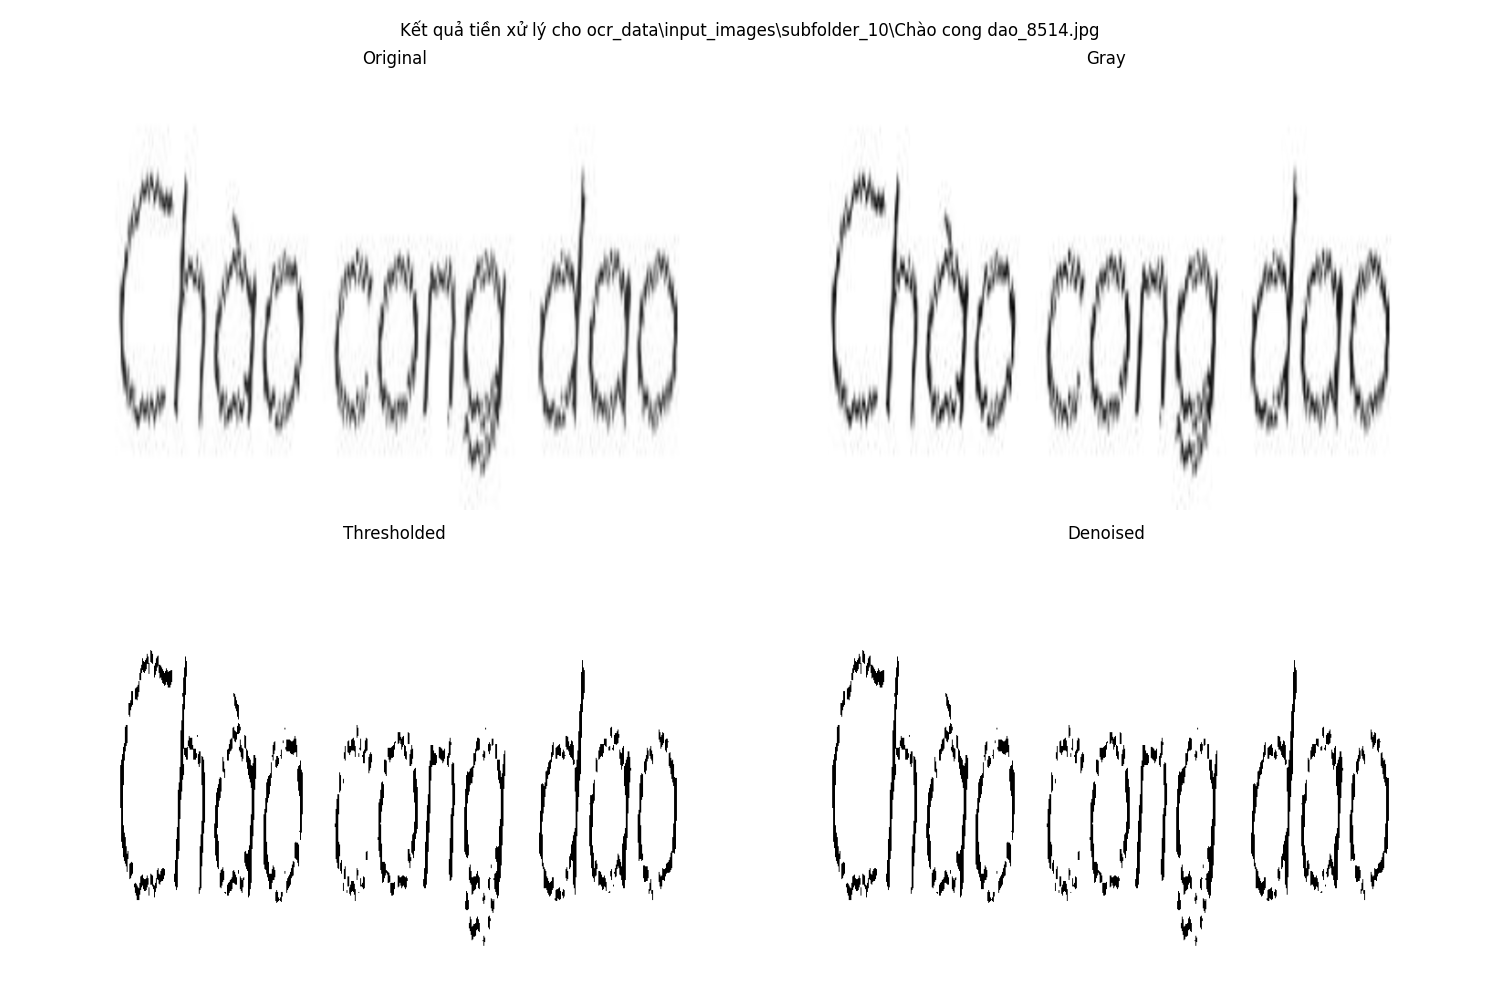 Kết quả tiền xử lý cho ocr_data\input_images\subfolder_10\Chào cong dao_8514.jpg
Original
Gray
Chào cong dao
Chào cong dao
Thresholded
Denoised
Chào cong dao
Chào cong dao